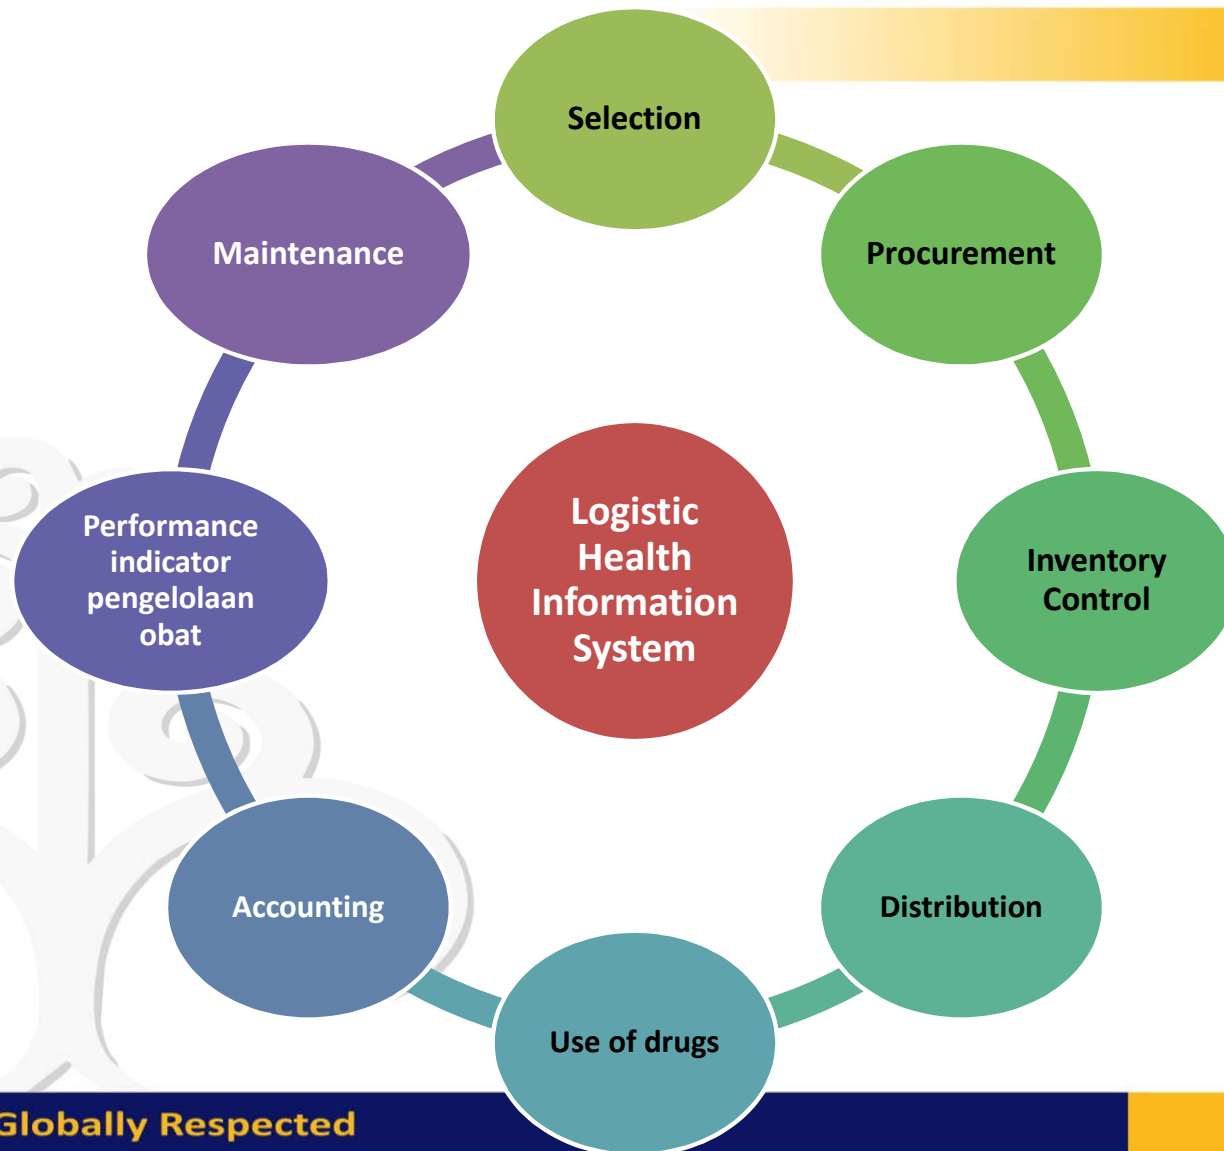 Selection
Procurement
Inventory
Control
Distribution
Use of drugs
Accounting
Performance
indicator
pengelolaan
obat
Maintenance
Logistic
Health
Information
System
Globally Respected